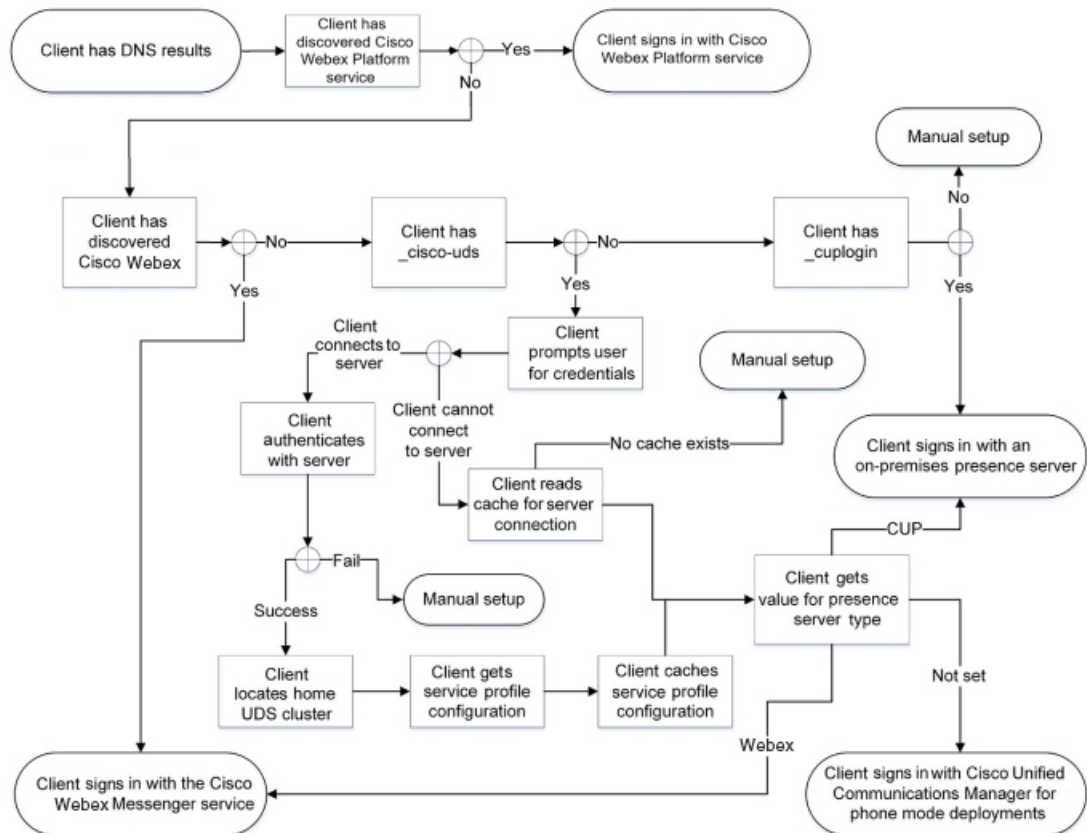 Client has DNS results
Client has
discovered Cisco
Webex Platform
service
Yes
Client signs in with Cisco
Webex Platform service
No
Manual setup
No
Client has
discovered
Cisco Webex
No
Client has
_cisco-uds
No
Client has
_cuplogin
Yes
Yes
Yes
Client
connects to
server
Client
prompts user
for credentials
Manual setup
Client
authenticates
with server
Client cannot
connect
to server
No cache exists
Client signs in with an
on-premises presence server
Client reads
cache for server
connection
CUP
Fail
Client gets
value for presence
server type
Success
Manual setup
Client
locates home
UDS cluster
Client gets
service profile
configuration
Client caches
service profile
configuration
Not set
Webex
Client signs in with the Cisco
Webex Messenger service
Client signs in with Cisco Unified
Communications Manager for
phone mode deployments